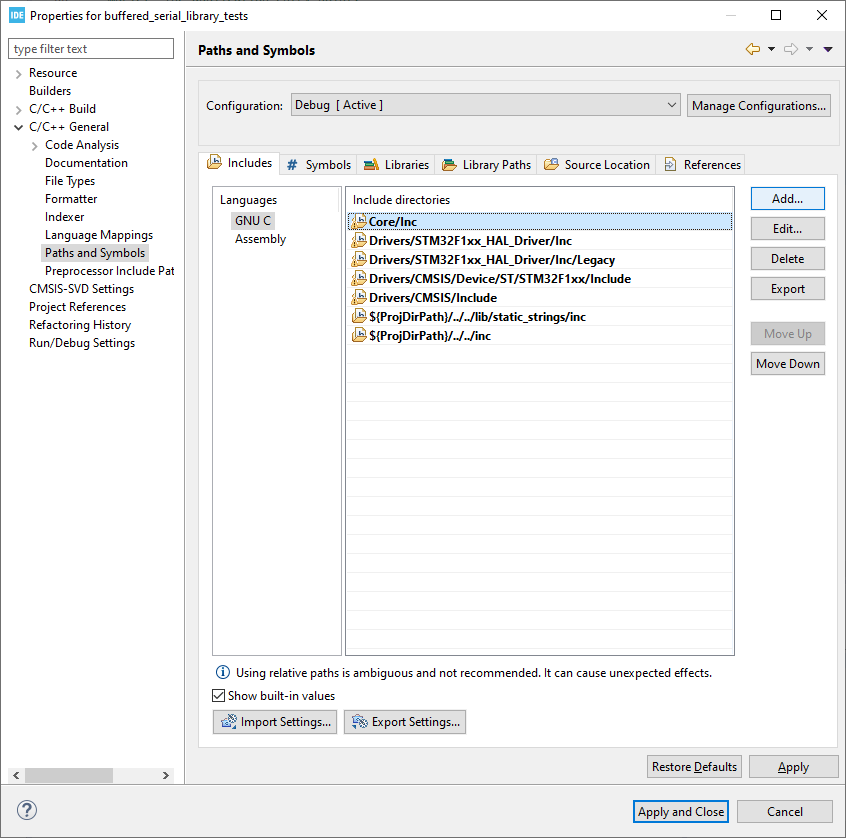 IDE Properties for buffered_serial_library_tests
type filter text
Resource
Builders
C/C++ Build
C/C++ General
Code Analysis
Documentation
File Types
Formatter
Indexer
Language Mappings
Paths and Symbols
Preprocessor Include Pat
CMSIS-SVD Settings
Project References
Refactoring History
Run/Debug Settings
Paths and Symbols
Configuration: Debug [ Active ] Manage Configurations...
Includes # Symbols Libraries Library Paths Source Location References
Languages
GNU C
Assembly
Include directories
Core/Inc
Drivers/STM32F1xx_HAL_Driver/Inc
Drivers/STM32F1xx_HAL_Driver/Inc/Legacy
Drivers/CMSIS/Device/ST/STM32F1xx/Include
Drivers/CMSIS/Include
${ProjDirPath}/../../lib/static_strings/inc
${ProjDirPath}/../../inc
Add...
Edit...
Delete
Export
Move Up
Move Down
Using relative paths is ambiguous and not recommended. It can cause unexpected effects.
Show built-in values
Import Settings... Export Settings...
Restore Defaults Apply
? Apply and Close Cancel